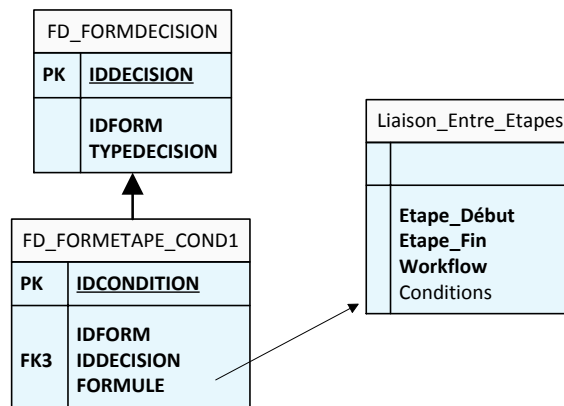 FD_FORMDECISION
PK IDDECISION
IDFORM
TYPEDECISION
Liaison_Entre_Etapes
Etape_Début
Etape_Fin
Workflow
Conditions
FD_FORMETAPE_COND1
PK IDCONDITION
IDFORM
FK3 IDDECISION
FORMULE